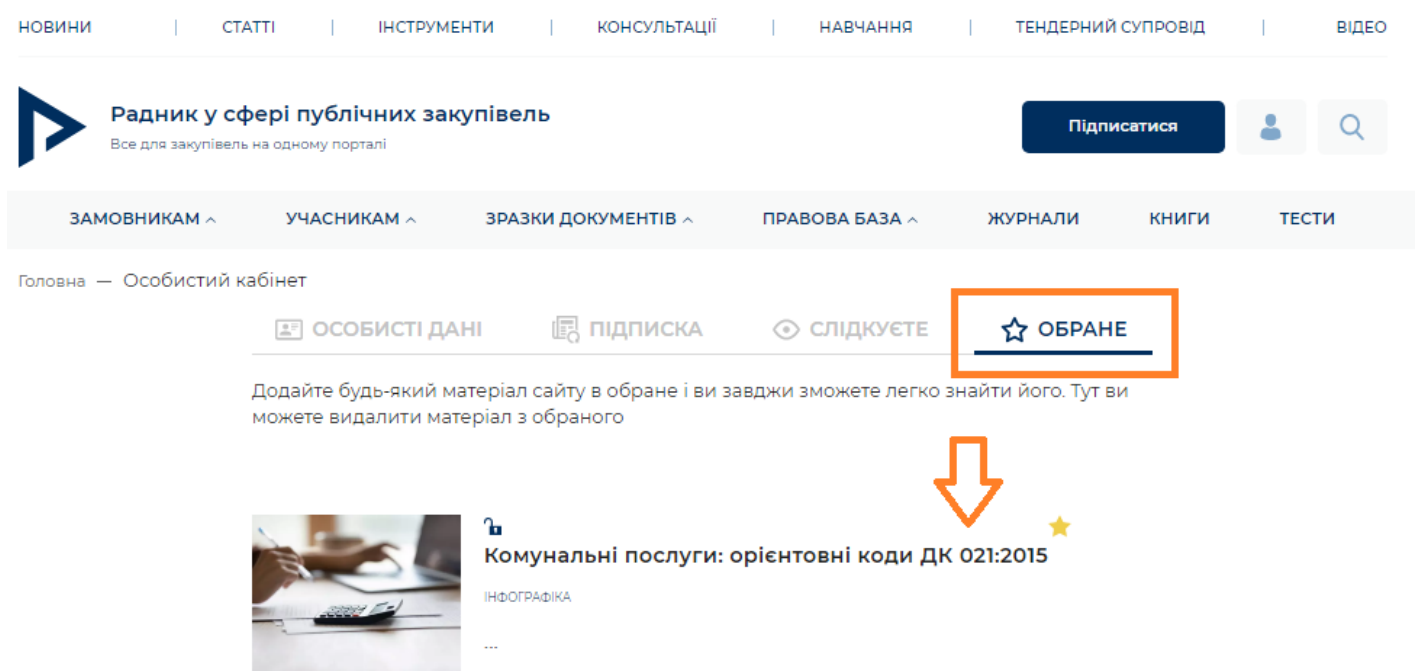 НОВИНИ | СТАТТІ | ІНСТРУМЕНТИ | КОНСУЛЬТАЦІЇ | НАВЧАННЯ | ТЕНДЕРНИЙ СУПРОВІД | ВІДЕО
Радник у сфері публічних закупівель
Все для закупівель на одному порталі
Підписатися
ЗАМОВНИКАМ УЧАСНИКАМ ЗРАЗКИ ДОКУМЕНТІВ ПРАВОВА БАЗА ЖУРНАЛИ КНИГИ ТЕСТИ
Головна — Особистий кабінет
ОСОБИСТІ ДАНІ ПІДПИСКА СЛІДКУЄТЕ ОБРАНЕ
Додайте будь-який матеріал сайту в обране і ви завджи зможете легко знайти його. Тут ви
можете видалити матеріал з обраного
Комунальні послуги: орієнтовні коди ДК 021:2015
ІНФОГРАФІКА
...